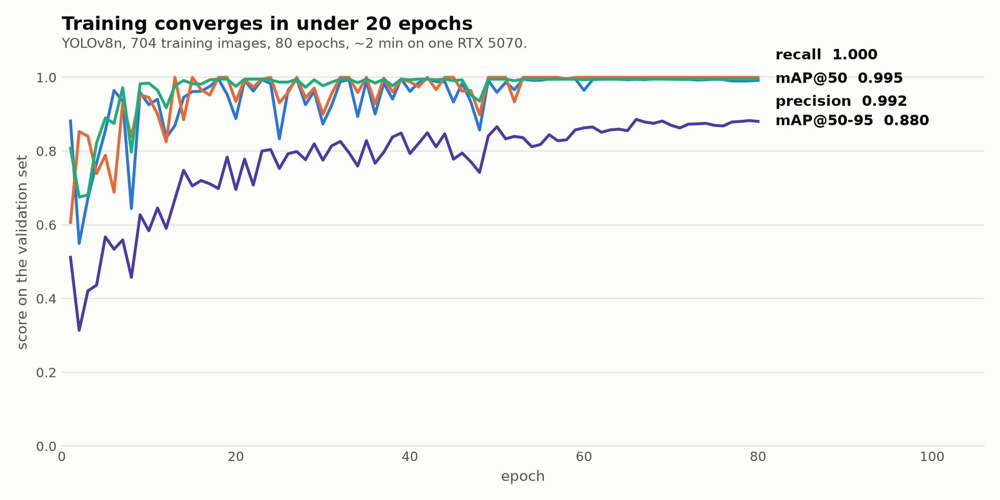 Training converges in under 20 epochs
YOLOv8n, 704 training images, 80 epochs, ~2 min on one RTX 5070.
recall 1.000
mAP@50 0.995
precision 0.992
mAP@50-95 0.880
score on the validation set
1.0
0.8
0.6
0.4
0.2
0.0
0 20 40 60 80 100
epoch